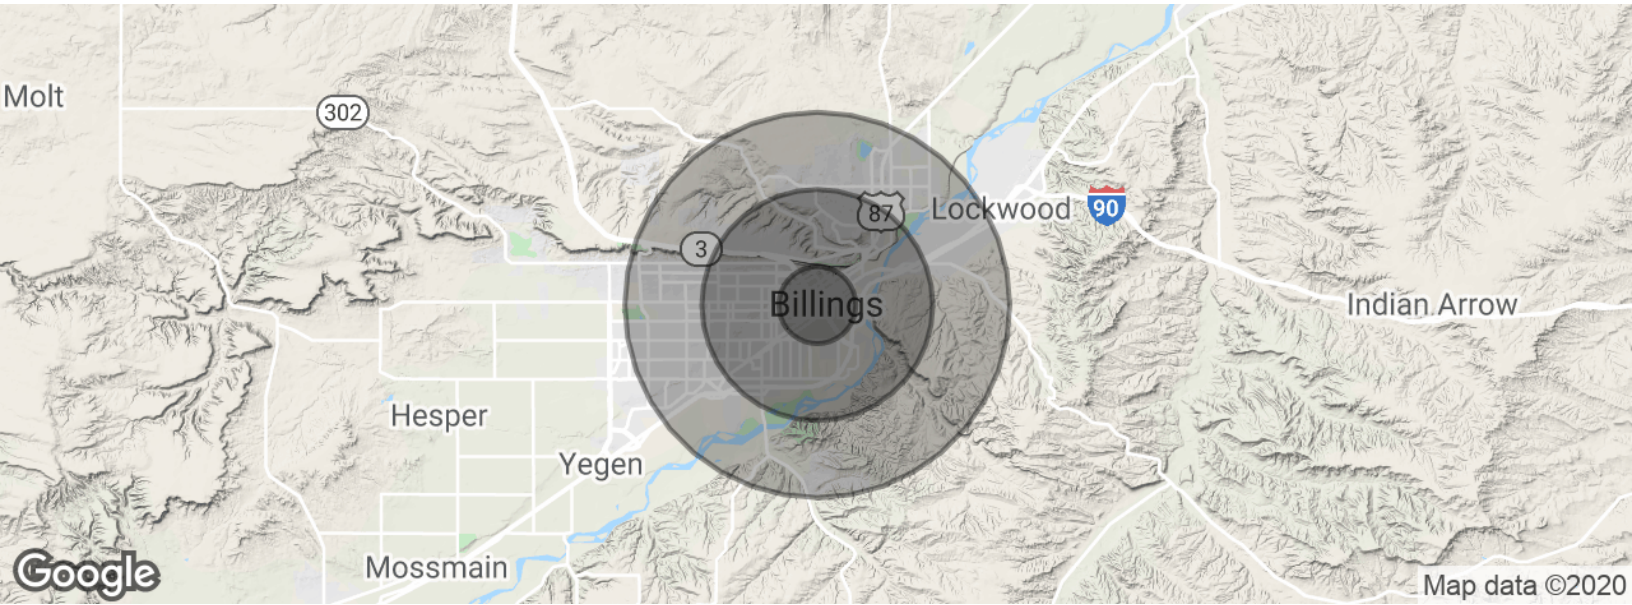 Molt
302
87
Lockwood
90
3
Billings
Indian Arrow
Hesper
Yegen
Mossmain
Google
Map data ©2020